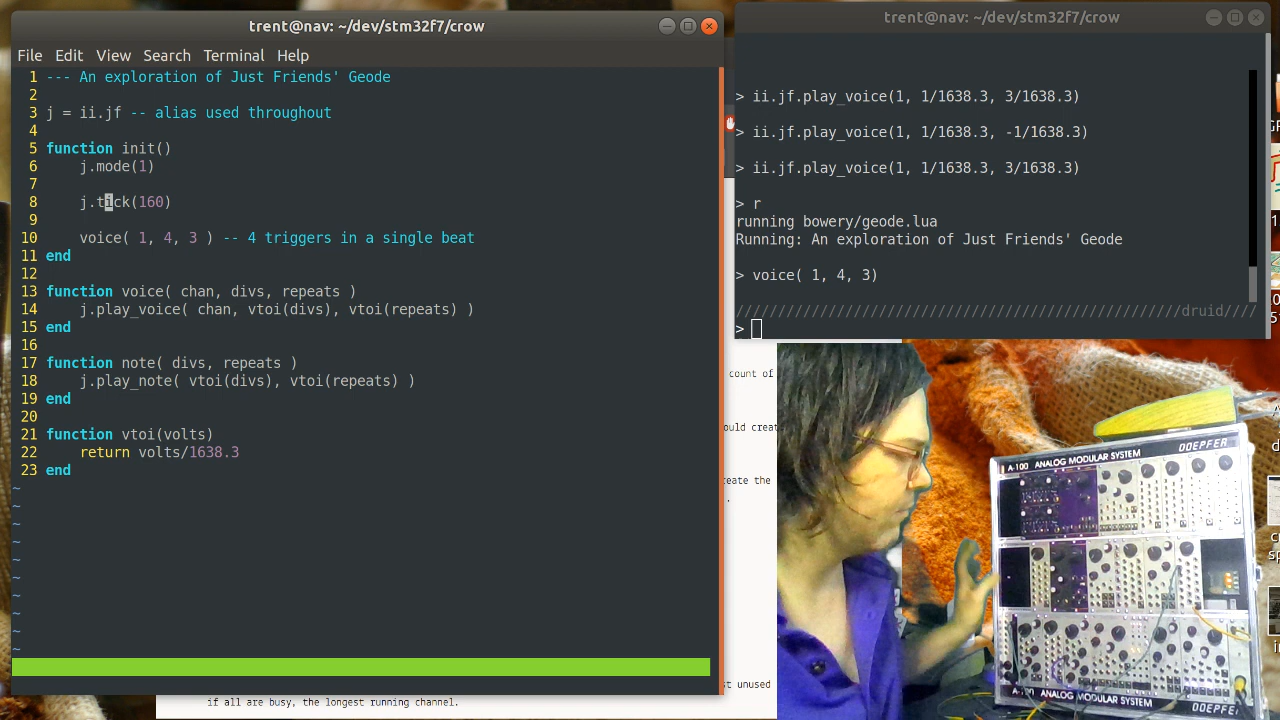 trent@nav: ~/dev/stm32f7/crow
File Edit View Search Terminal Help
1 --- An exploration of Just Friends' Geode
2
3 j = ii.jf -- alias used throughout
4
5 function init()
6 j.mode(1)
7
8 j.tick(160)
9
10 voice( 1, 4, 3 ) -- 4 triggers in a single beat
11 end
12
13 function voice( chan, divs, repeats )
14 j.play_voice( chan, vtoi(divs), vtoi(repeats) )
15 end
16
17 function note( divs, repeats )
18 j.play_note( vtoi(divs), vtoi(repeats) )
19 end
20
21 function vtoi(volts)
22 return volts/1638.3
23 end
~
~
~
~
~
~
~
~
~
~
trent@nav: ~/dev/stm32f7/crow
> ii.jf.play_voice(1, 1/1638.3, 3/1638.3)
> ii.jf.play_voice(1, 1/1638.3, -1/1638.3)
> ii.jf.play_voice(1, 1/1638.3, 3/1638.3)
> r
running bowery/geode.lua
Running: An exploration of Just Friends' Geode
> voice( 1, 4, 3)
/////////////////////////////////////////////////////druid////
>
count of
ould creat
eate the
.
st unused
if all are busy, the longest running channel.
A-100 ANALOG MODULAR SYSTEM DOEPFER
A-100 ANALOG MODULAR SYSTEM DOEPFER